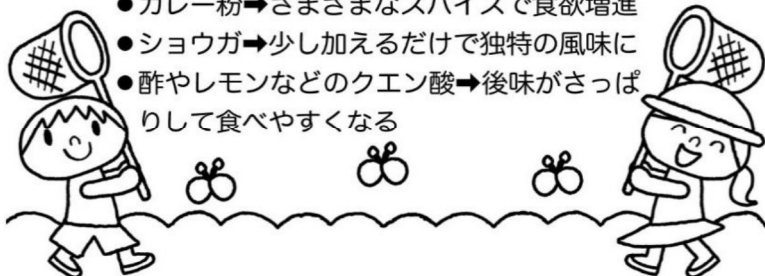 ●カレー粉➡さまざまなスパイスで食欲増進
●ショウガ➡少し加えるだけで独特の風味に
●酢やレモンなどのクエン酸➡後味がさっぱ
りして食べやすくなる